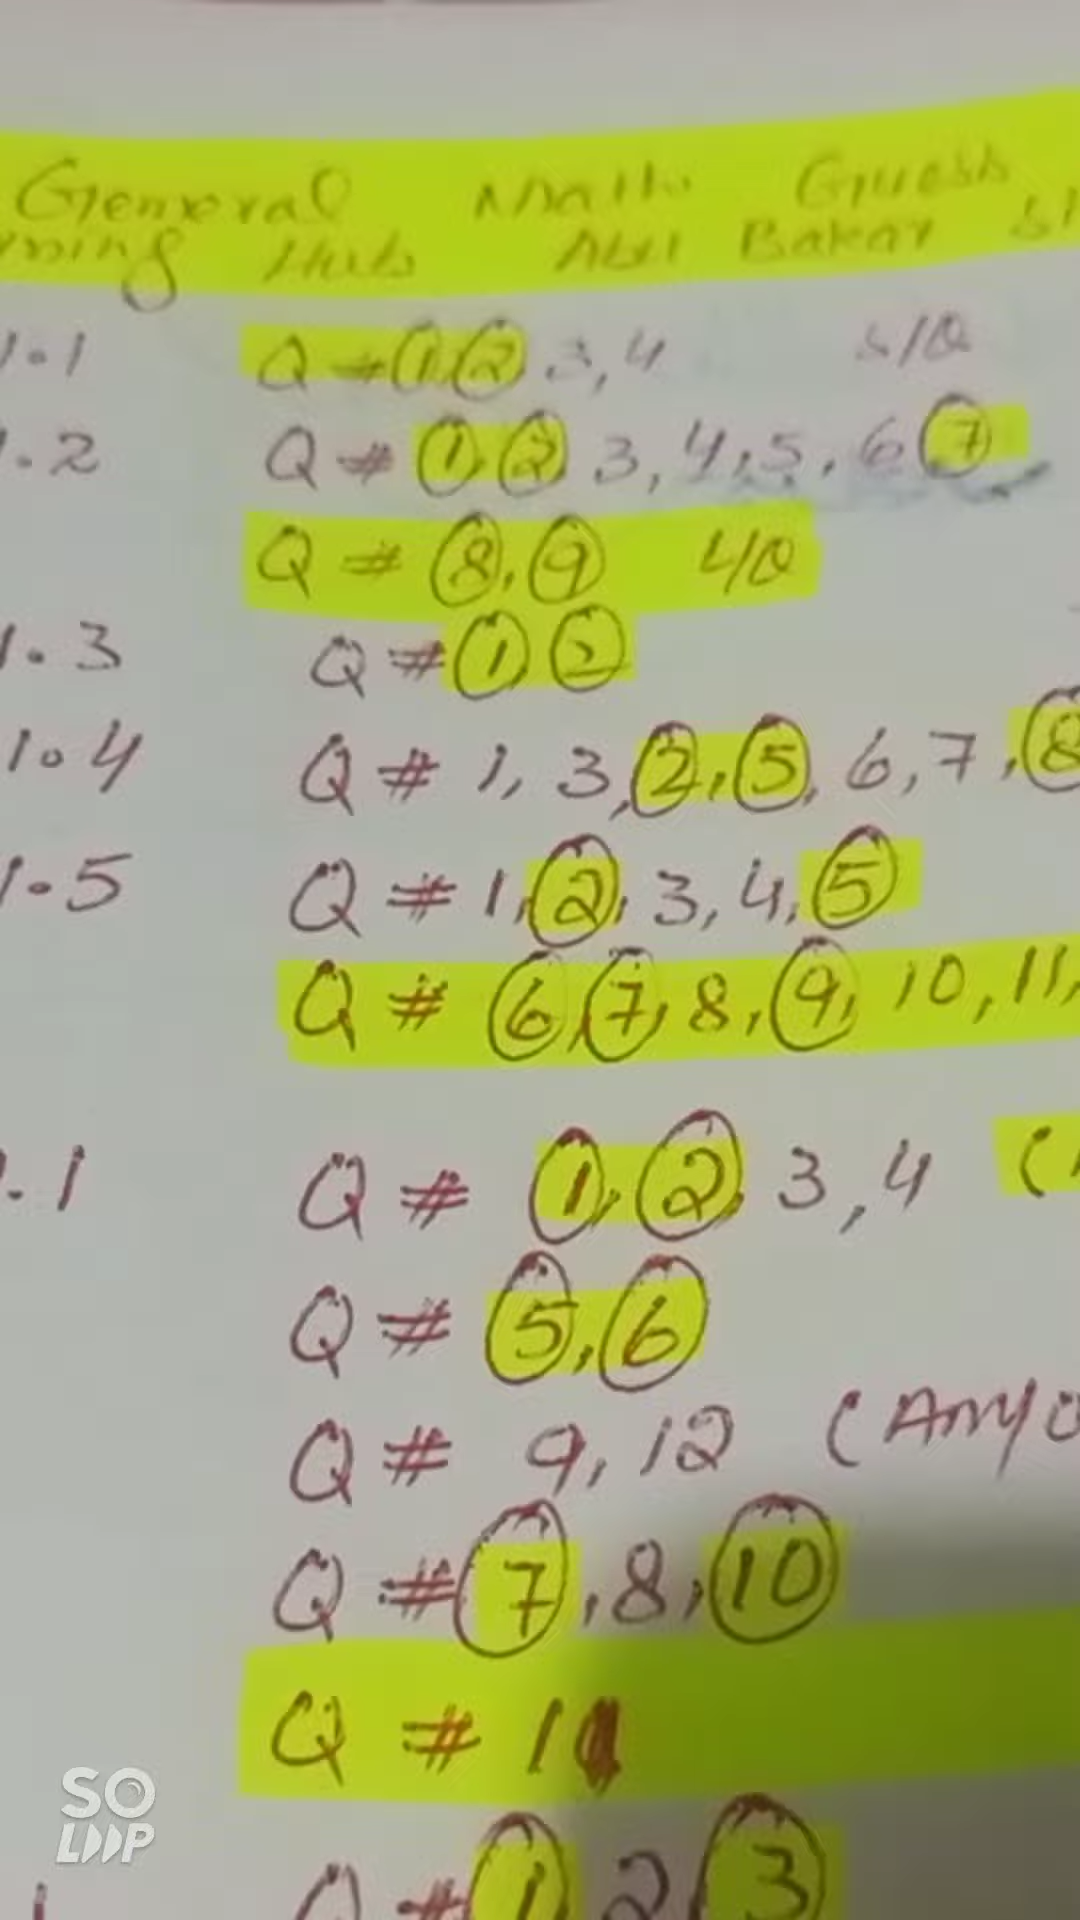 General Math Guess
rning Hub Abu Bakar
1.1 Q # 1, 2, 3, 4 S/Q
1.2 Q # 1, 2, 3, 4, 5, 6, 7
Q # 8, 9 L/Q
1.3 Q # 1, 2
1.4 Q # 1, 3, 2, 5, 6, 7, 8
1.5 Q # 1, 2, 3, 4, 5
Q # 6, 7, 8, 9, 10, 11,
.1 Q # 1, 2, 3, 4 (
Q # 5, 6
Q # 9, 12 (Any
Q # 7, 8, 10
Q # 11
Q # 1 2 3
SO
LOOP